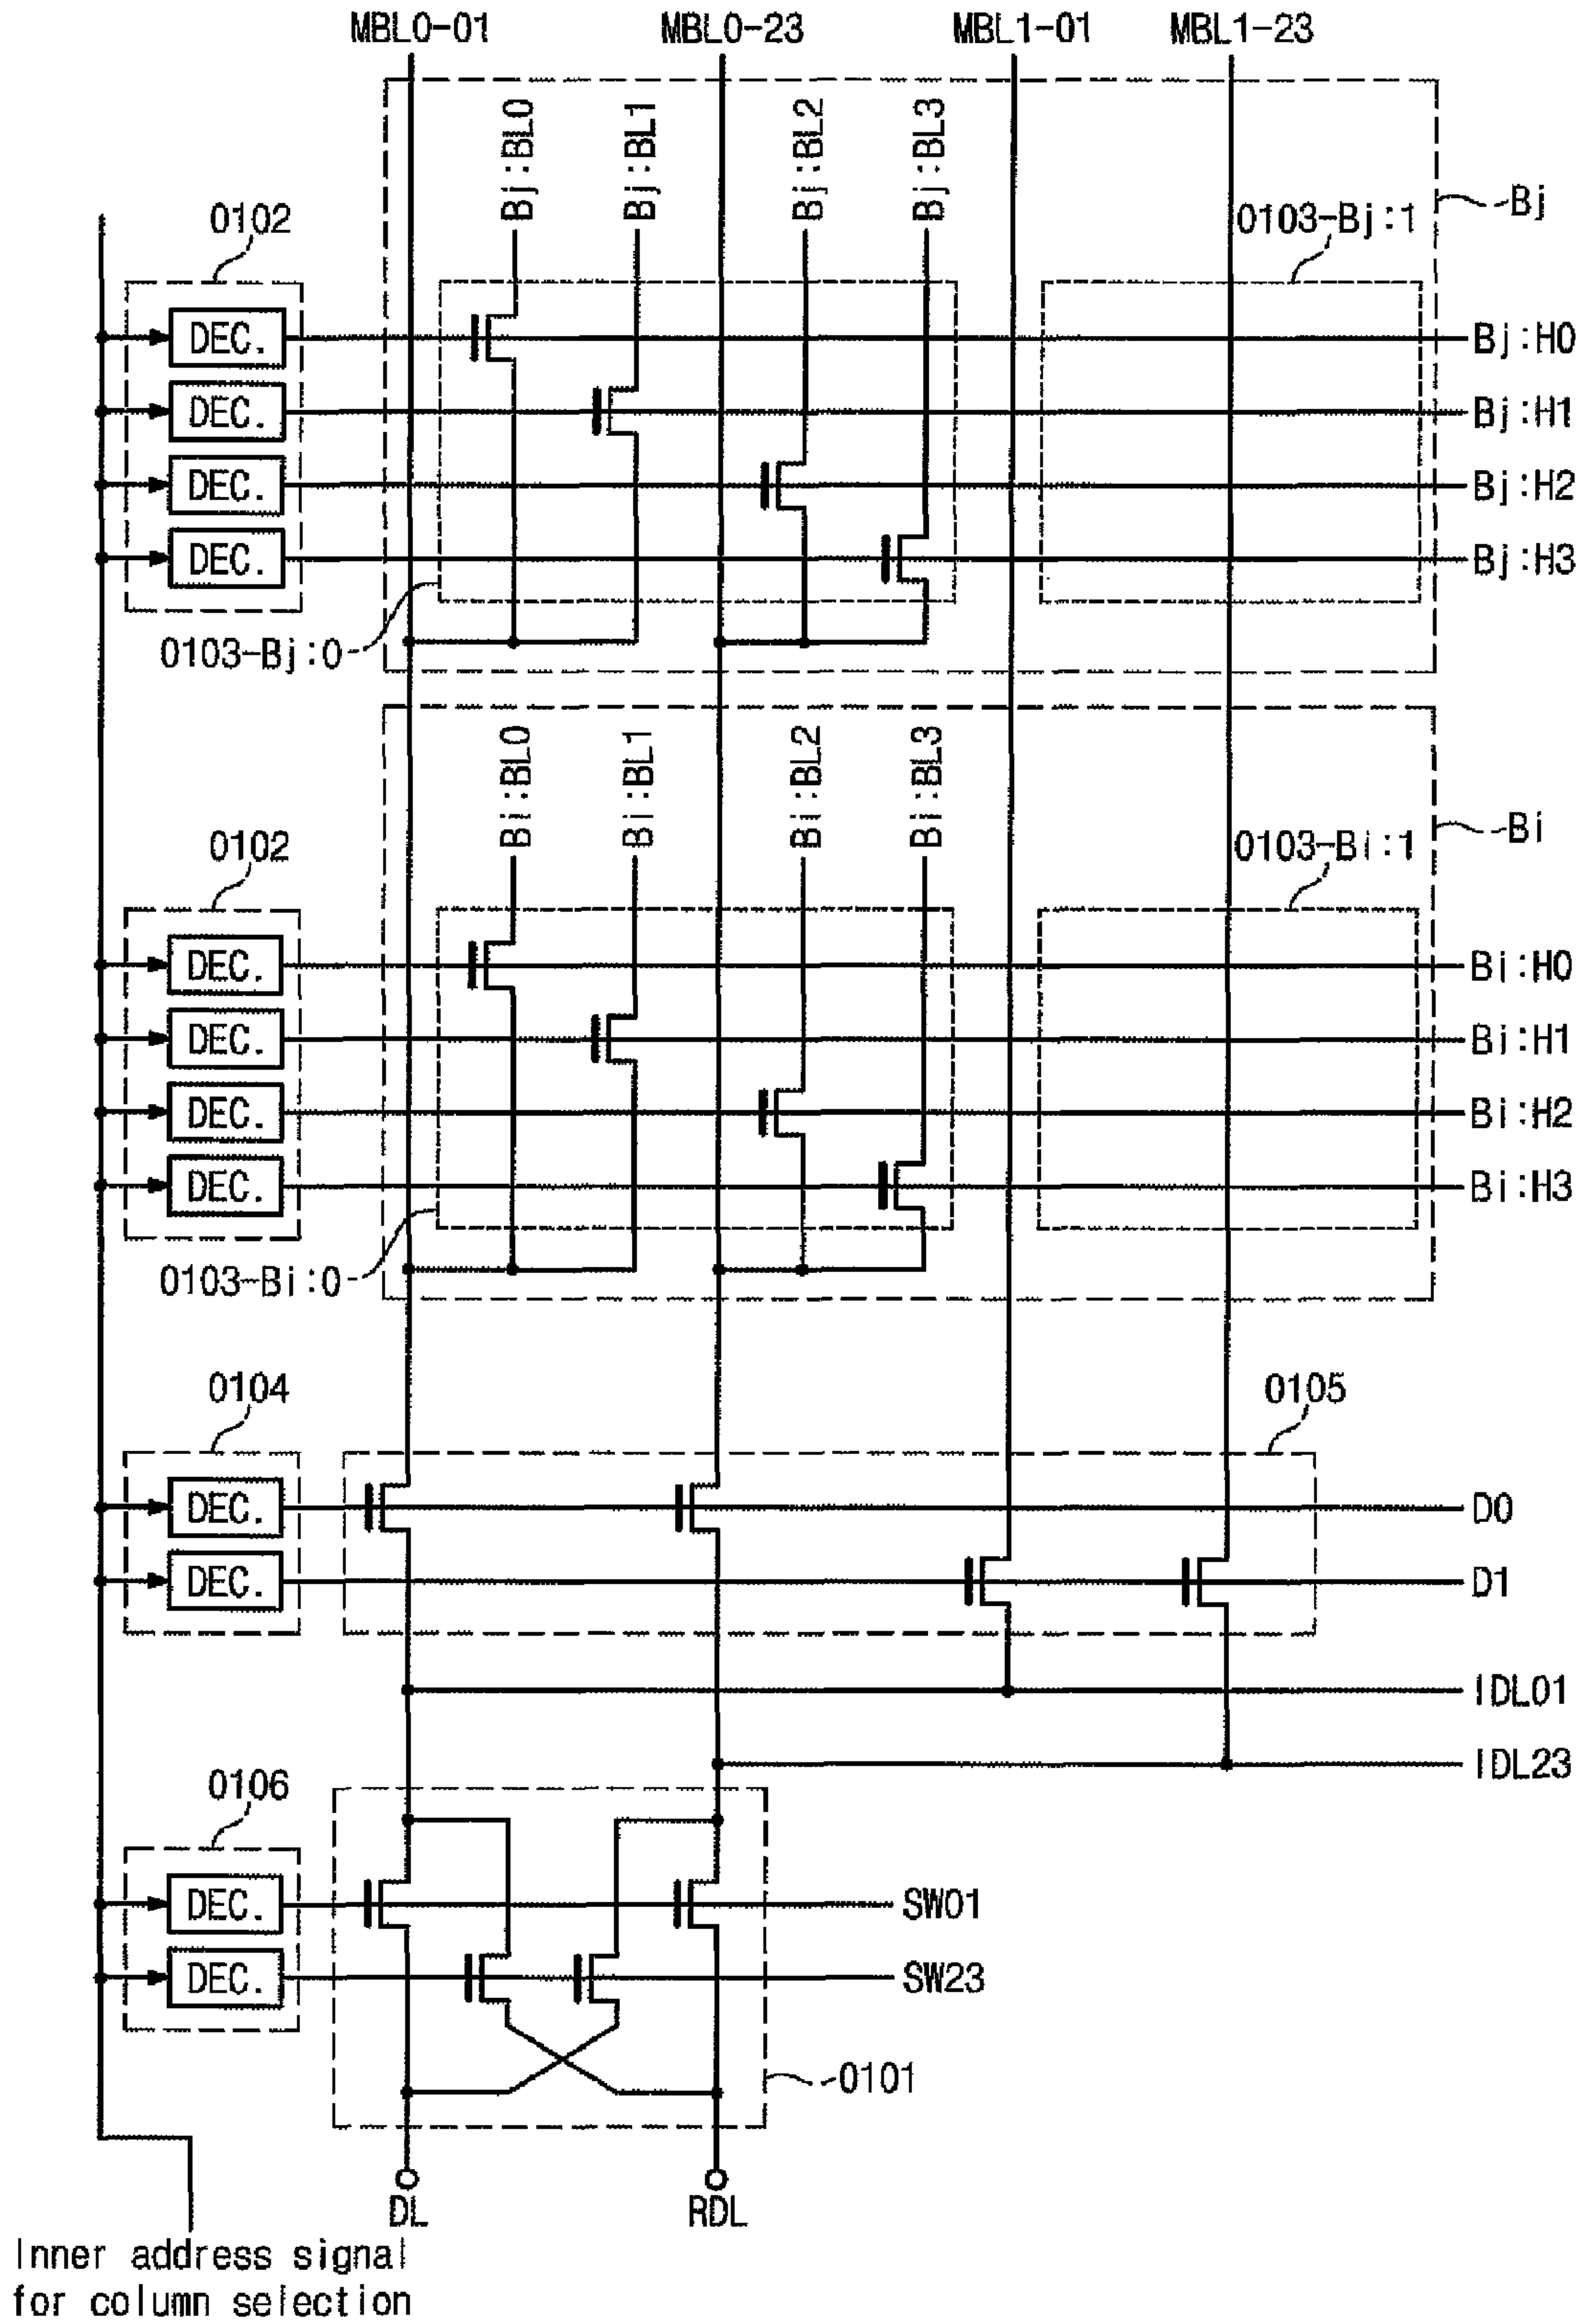 MBL0-01 MBL0-23 MBL1-01 MBL1-23
Bj:BL0 Bj:BL1 Bj:BL2 Bj:BL3
Bj
0102 0103-Bj:1
DEC. Bj:H0
DEC. Bj:H1
DEC. Bj:H2
DEC. Bj:H3
0103-Bj:0
Bi:BL0 Bi:BL1 Bi:BL2 Bi:BL3
Bi
0102 0103-Bi:1
DEC. Bi:H0
DEC. Bi:H1
DEC. Bi:H2
DEC. Bi:H3
0103-Bi:0
0104 0105
DEC. D0
DEC. D1
IDL01
IDL23
0106
DEC. SW01
DEC. SW23
0101
DL RDL
Inner address signal
for column selection